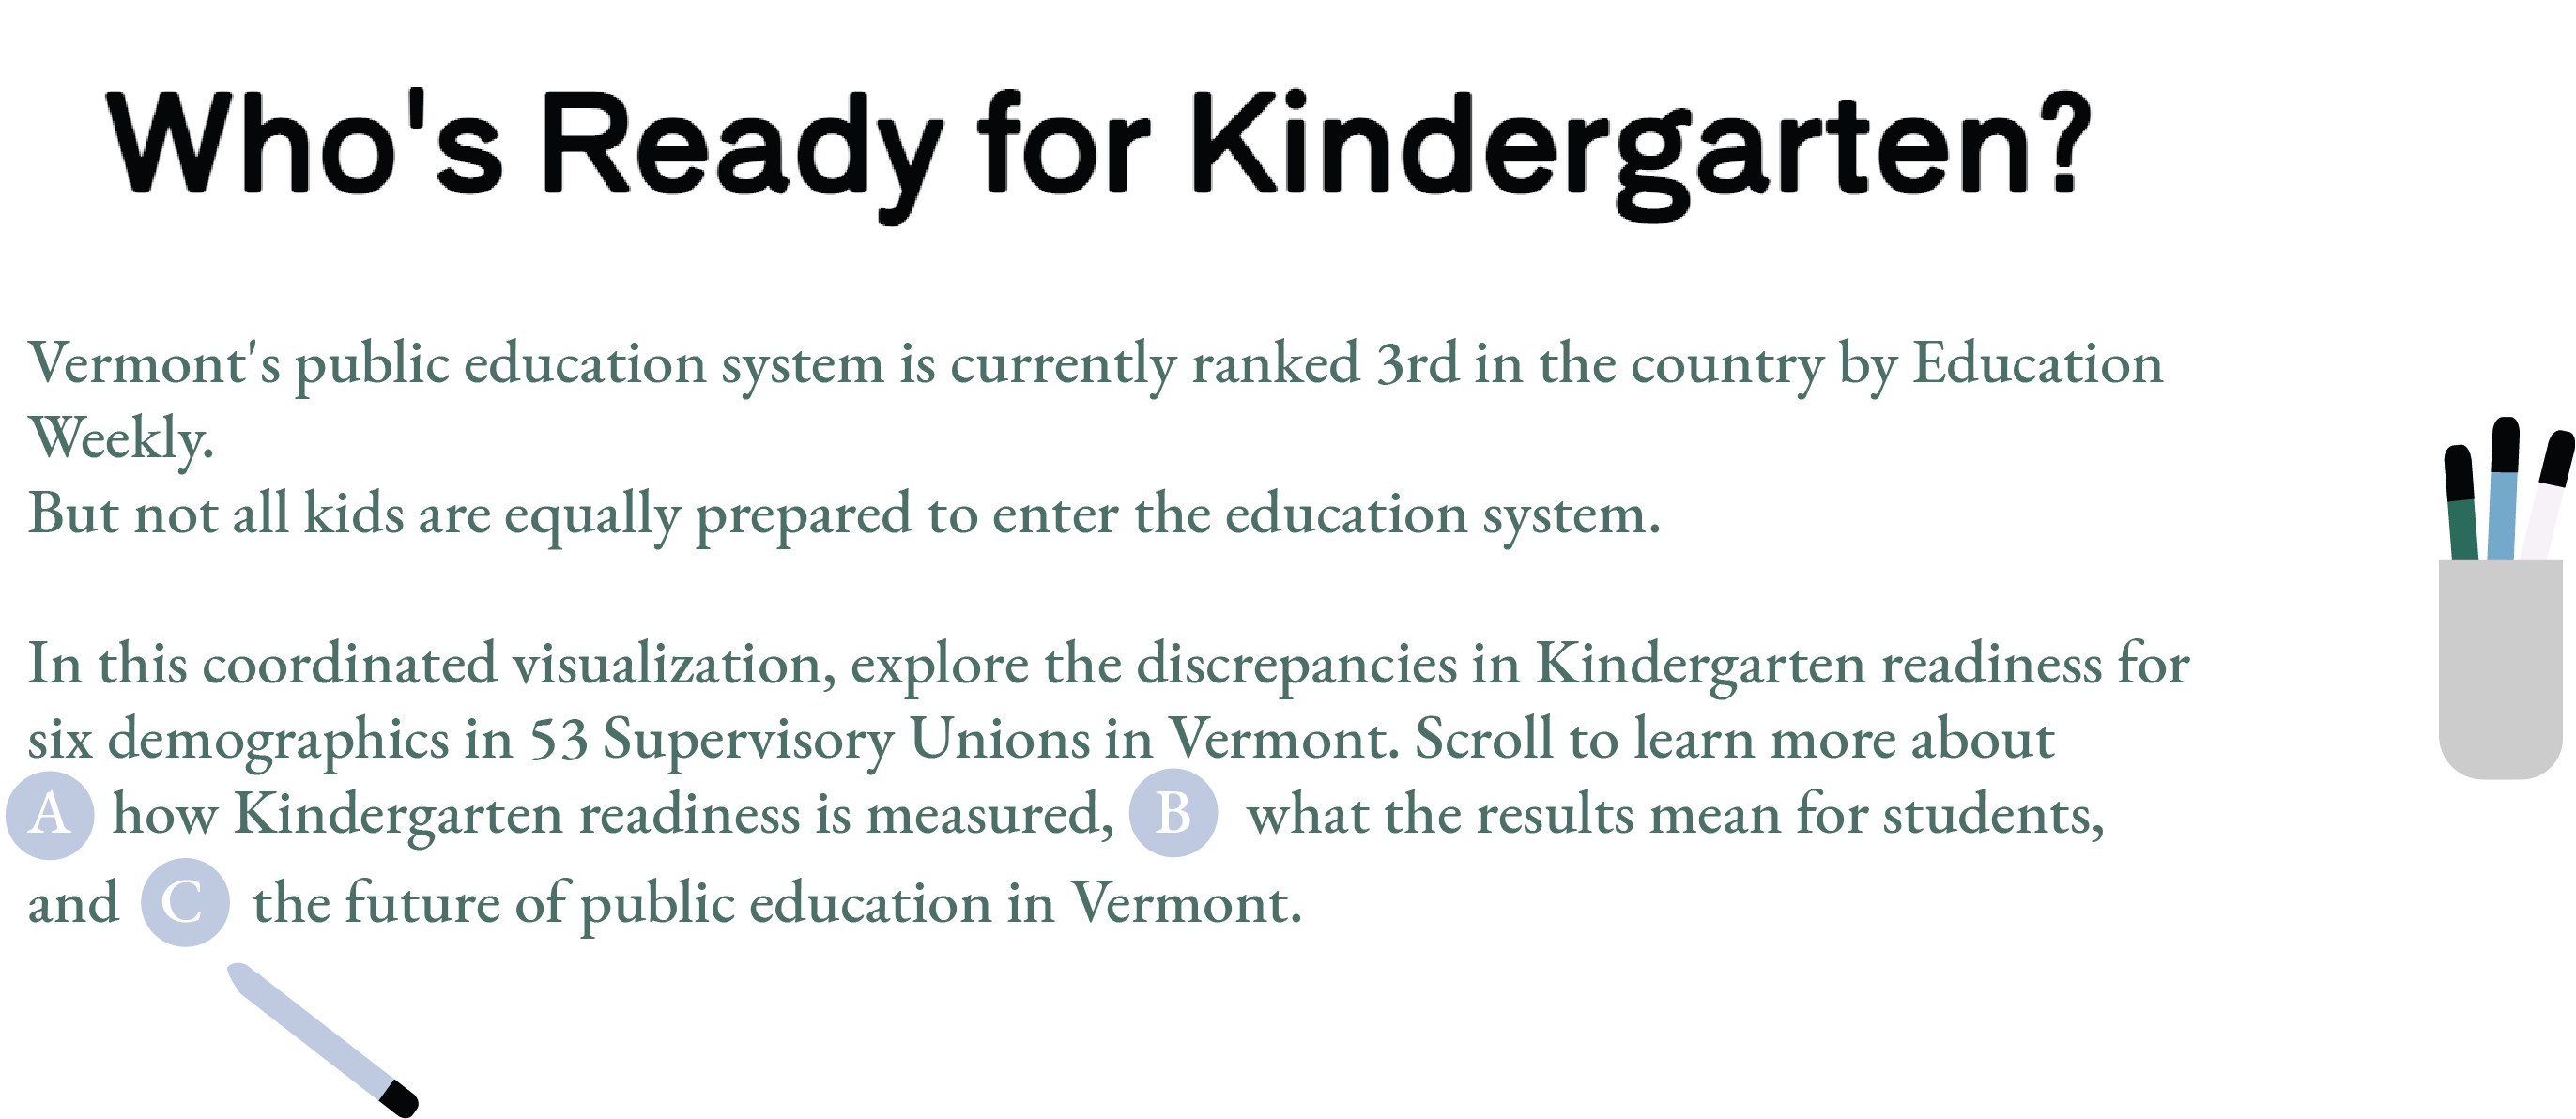 Who's Ready for Kindergarten?
Vermont's public education system is currently ranked 3rd in the country by Education
Weekly.
But not all kids are equally prepared to enter the education system.
In this coordinated visualization, explore the discrepancies in Kindergarten readiness for
six demographics in 53 Supervisory Unions in Vermont. Scroll to learn more about
A how Kindergarten readiness is measured, B what the results mean for students,
and C the future of public education in Vermont.